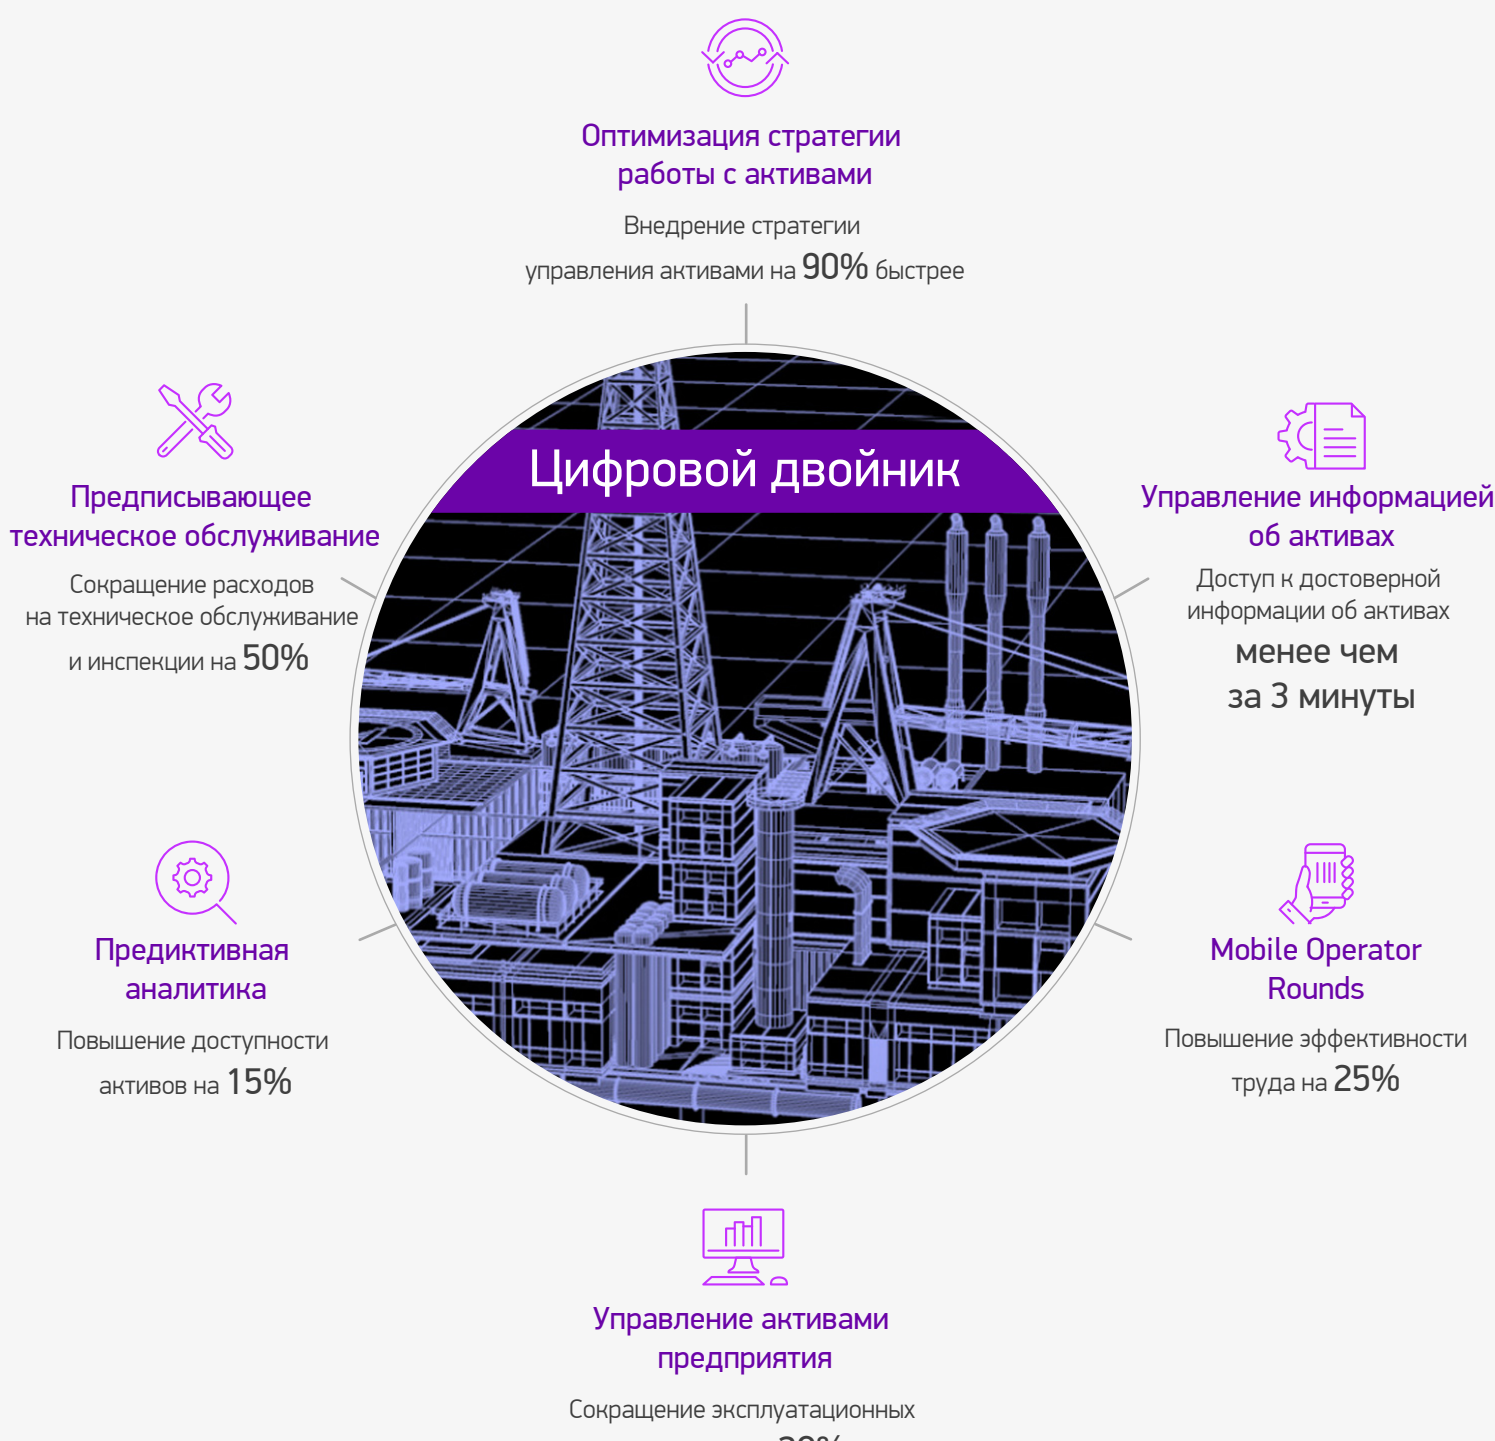 Оптимизация стратегии
работы с активами
Внедрение стратегии
управления активами на 90% быстрее
Цифровой двойник
Предписывающее
техническое обслуживание
Сокращение расходов
на техническое обслуживание
и инспекции на 50%
Управление информацией
об активах
Доступ к достоверной
информации об активах
менее чем
за 3 минуты
Предиктивная
аналитика
Повышение доступности
активов на 15%
Mobile Operator
Rounds
Повышение эффективности
труда на 25%
Управление активами
предприятия
Сокращение эксплуатационных